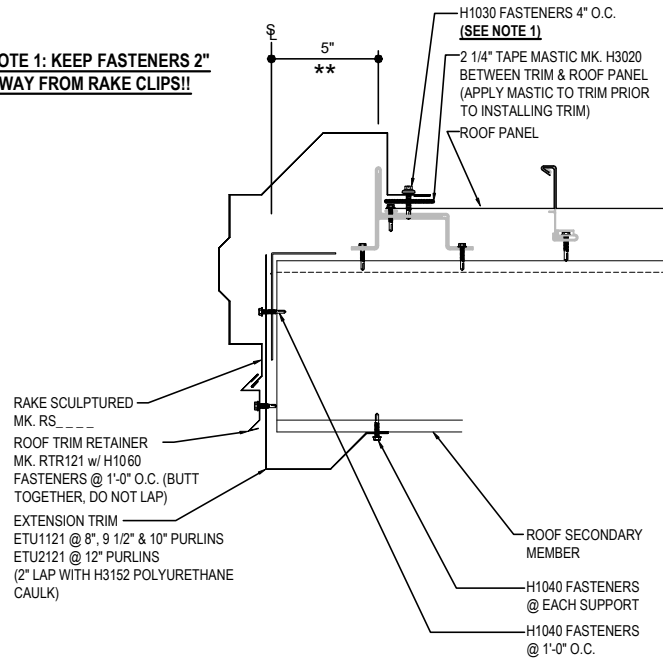 OTE 1: KEEP FASTENERS 2"
WAY FROM RAKE CLIPS!!
SL
5"
**
H1030 FASTENERS 4" O.C.
(SEE NOTE 1)
2 1/4" TAPE MASTIC MK. H3020
BETWEEN TRIM & ROOF PANEL
(APPLY MASTIC TO TRIM PRIOR
TO INSTALLING TRIM)
ROOF PANEL
RAKE SCULPTURED
MK. RS_ _ _ _
ROOF TRIM RETAINER
MK. RTR121 w/ H1060
FASTENERS @ 1'-0" O.C. (BUTT
TOGETHER, DO NOT LAP)
EXTENSION TRIM
ETU1121 @ 8", 9 1/2" & 10" PURLINS
ETU2121 @ 12" PURLINS
(2" LAP WITH H3152 POLYURETHANE
CAULK)
ROOF SECONDARY
MEMBER
H1040 FASTENERS
@ EACH SUPPORT
H1040 FASTENERS
@ 1'-0" O.C.